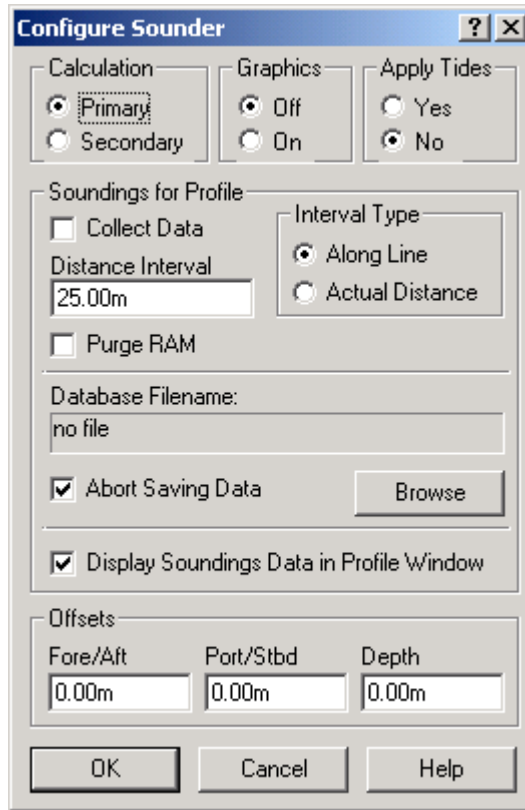 Configure Sounder
Calculation
Primary
Secondary
Graphics
Off
On
Apply Tides
Yes
No
Soundings for Profile
Collect Data
Distance Interval
25.00m
Interval Type
Along Line
Actual Distance
Purge RAM
Database Filename:
no file
Abort Saving Data
Browse
Display Soundings Data in Profile Window
Offsets
Fore/Aft
Port/Stbd
Depth
0.00m
0.00m
0.00m
OK
Cancel
Help